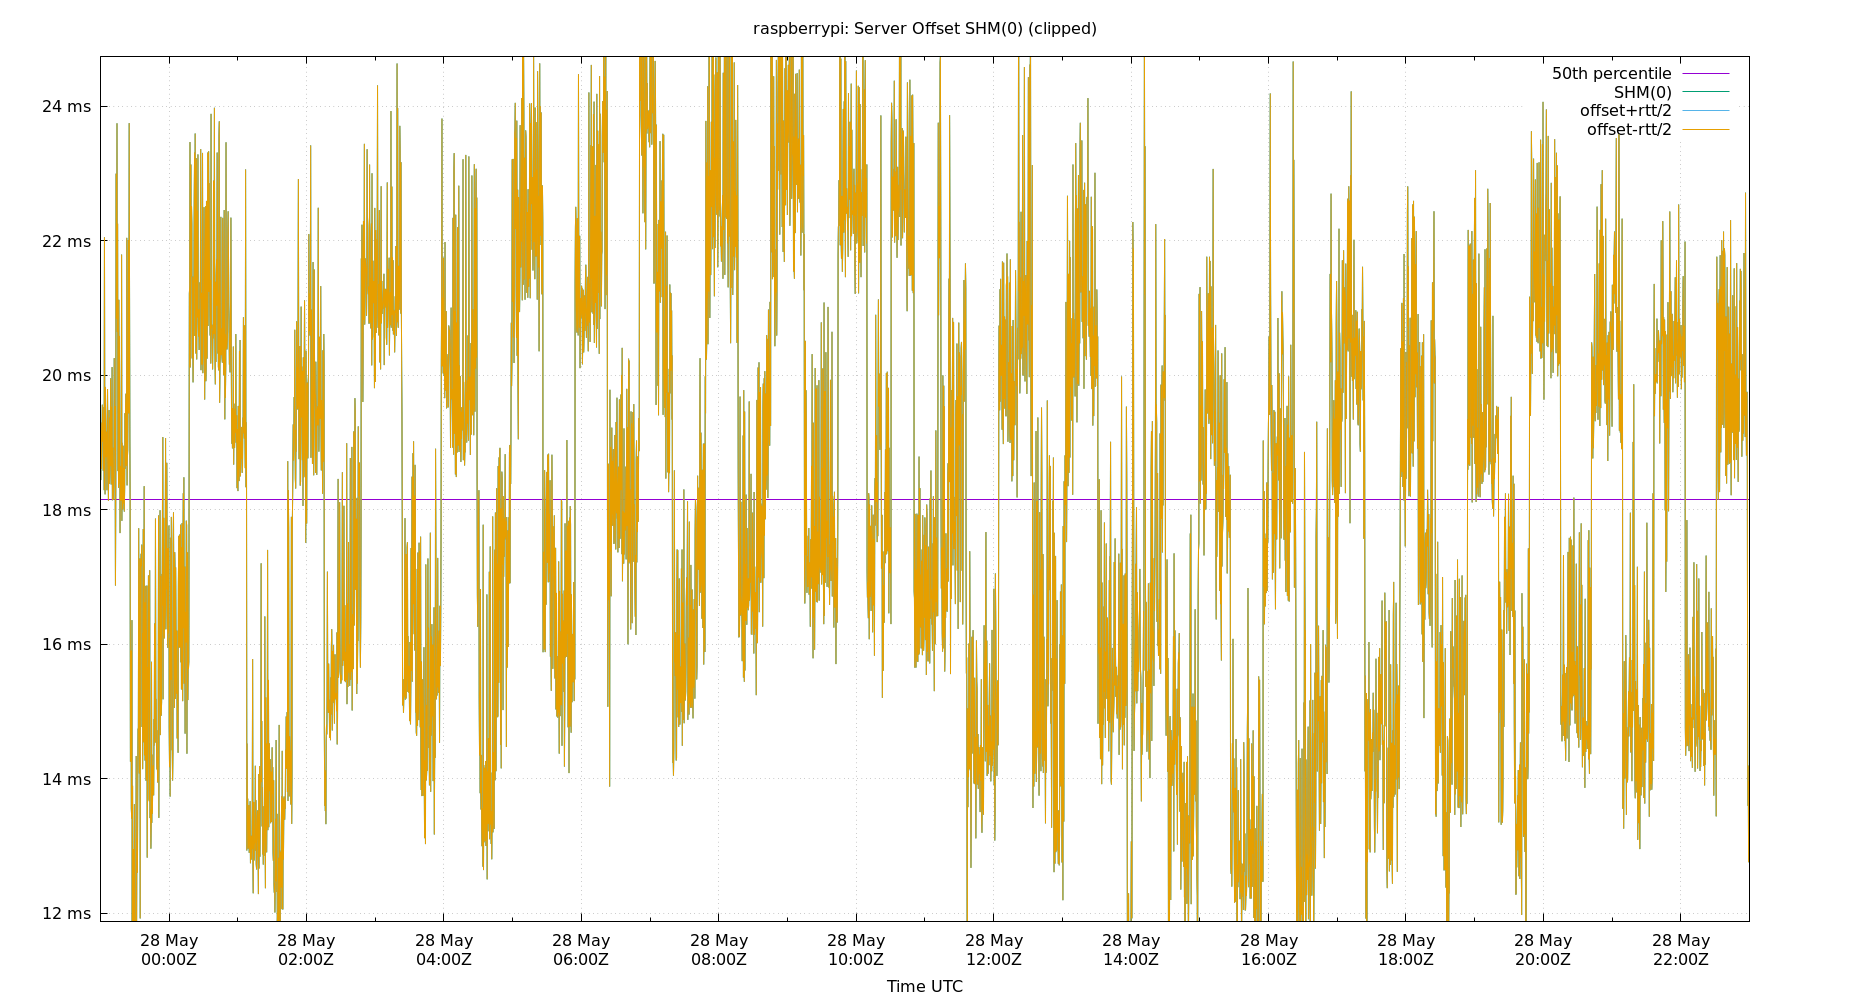 raspberrypi: Server Offset SHM(0) (clipped)
50th percentile
SHM(0)
offset+rtt/2
offset-rtt/2
24 ms
22 ms
20 ms
18 ms
16 ms
14 ms
12 ms
28 May 28 May 28 May 28 May 28 May 28 May 28 May 28 May 28 May 28 May 28 May 28 May
00:00Z 02:00Z 04:00Z 06:00Z 08:00Z 10:00Z 12:00Z 14:00Z 16:00Z 18:00Z 20:00Z 22:00Z
Time UTC